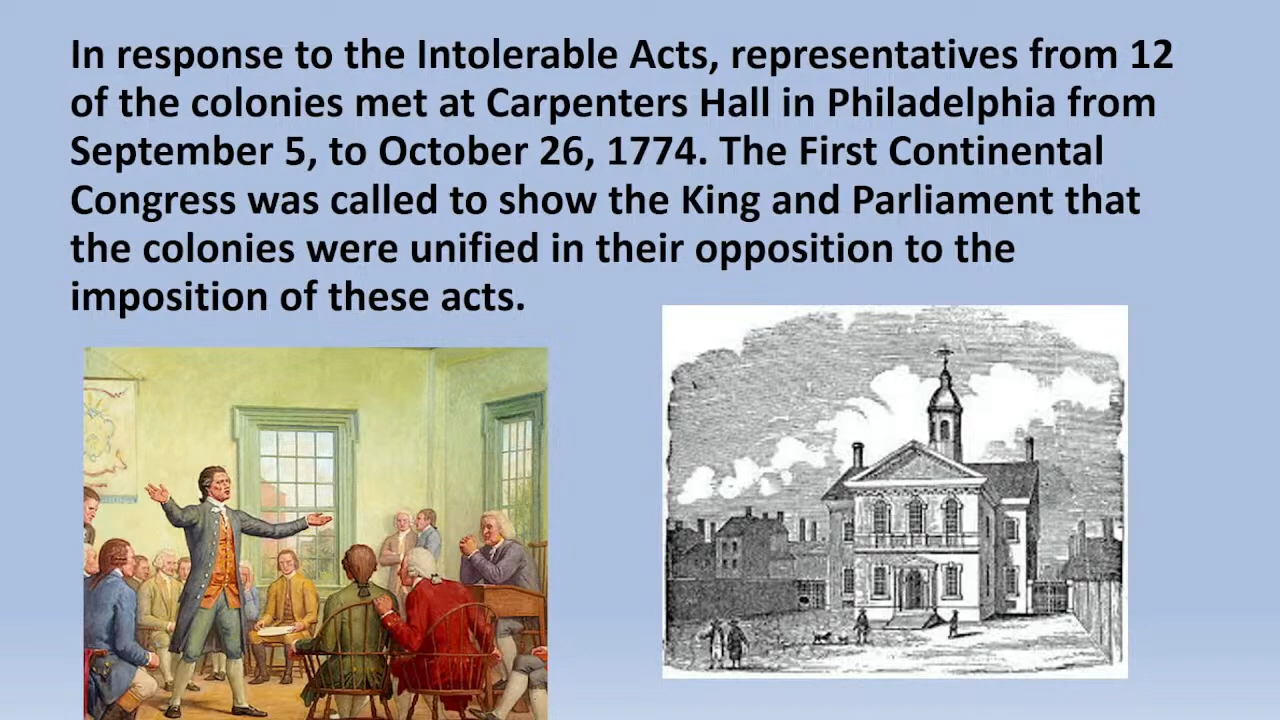 In response to the Intolerable Acts, representatives from 12
of the colonies met at Carpenters Hall in Philadelphia from
September 5, to October 26, 1774. The First Continental
Congress was called to show the King and Parliament that
the colonies were unified in their opposition to the
imposition of these acts.